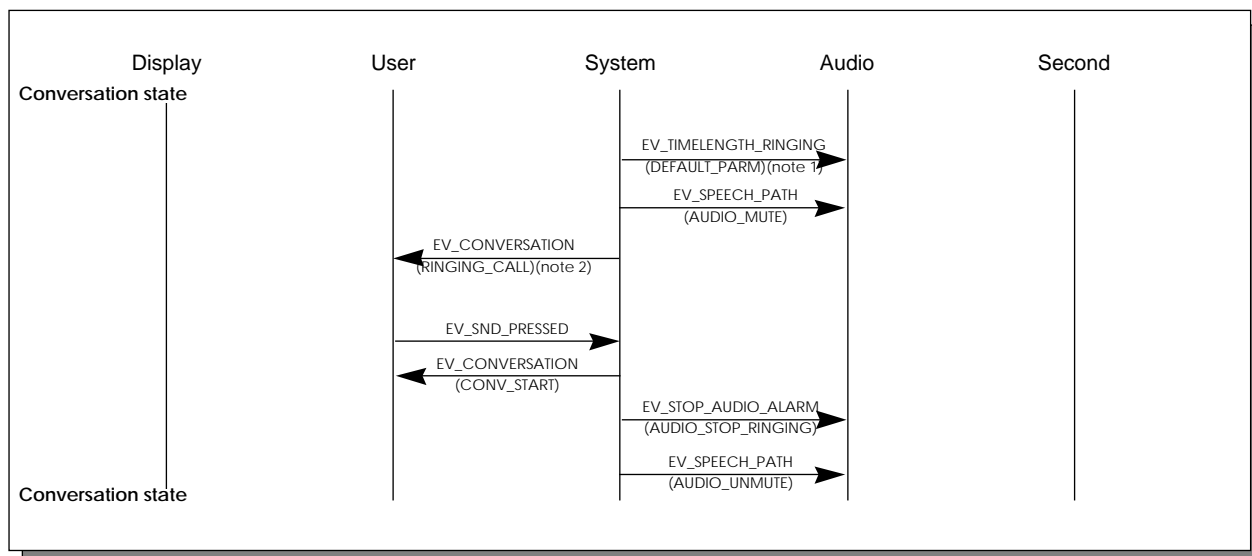 Display User System Audio Second
Conversation state
EV_TIMELENGTH_RINGING
(DEFAULT_PARM)(note 1)
EV_SPEECH_PATH
(AUDIO_MUTE)
EV_CONVERSATION
(RINGING_CALL)(note 2)
EV_SND_PRESSED
EV_CONVERSATION
(CONV_START)
EV_STOP_AUDIO_ALARM
(AUDIO_STOP_RINGING)
EV_SPEECH_PATH
(AUDIO_UNMUTE)
Conversation state